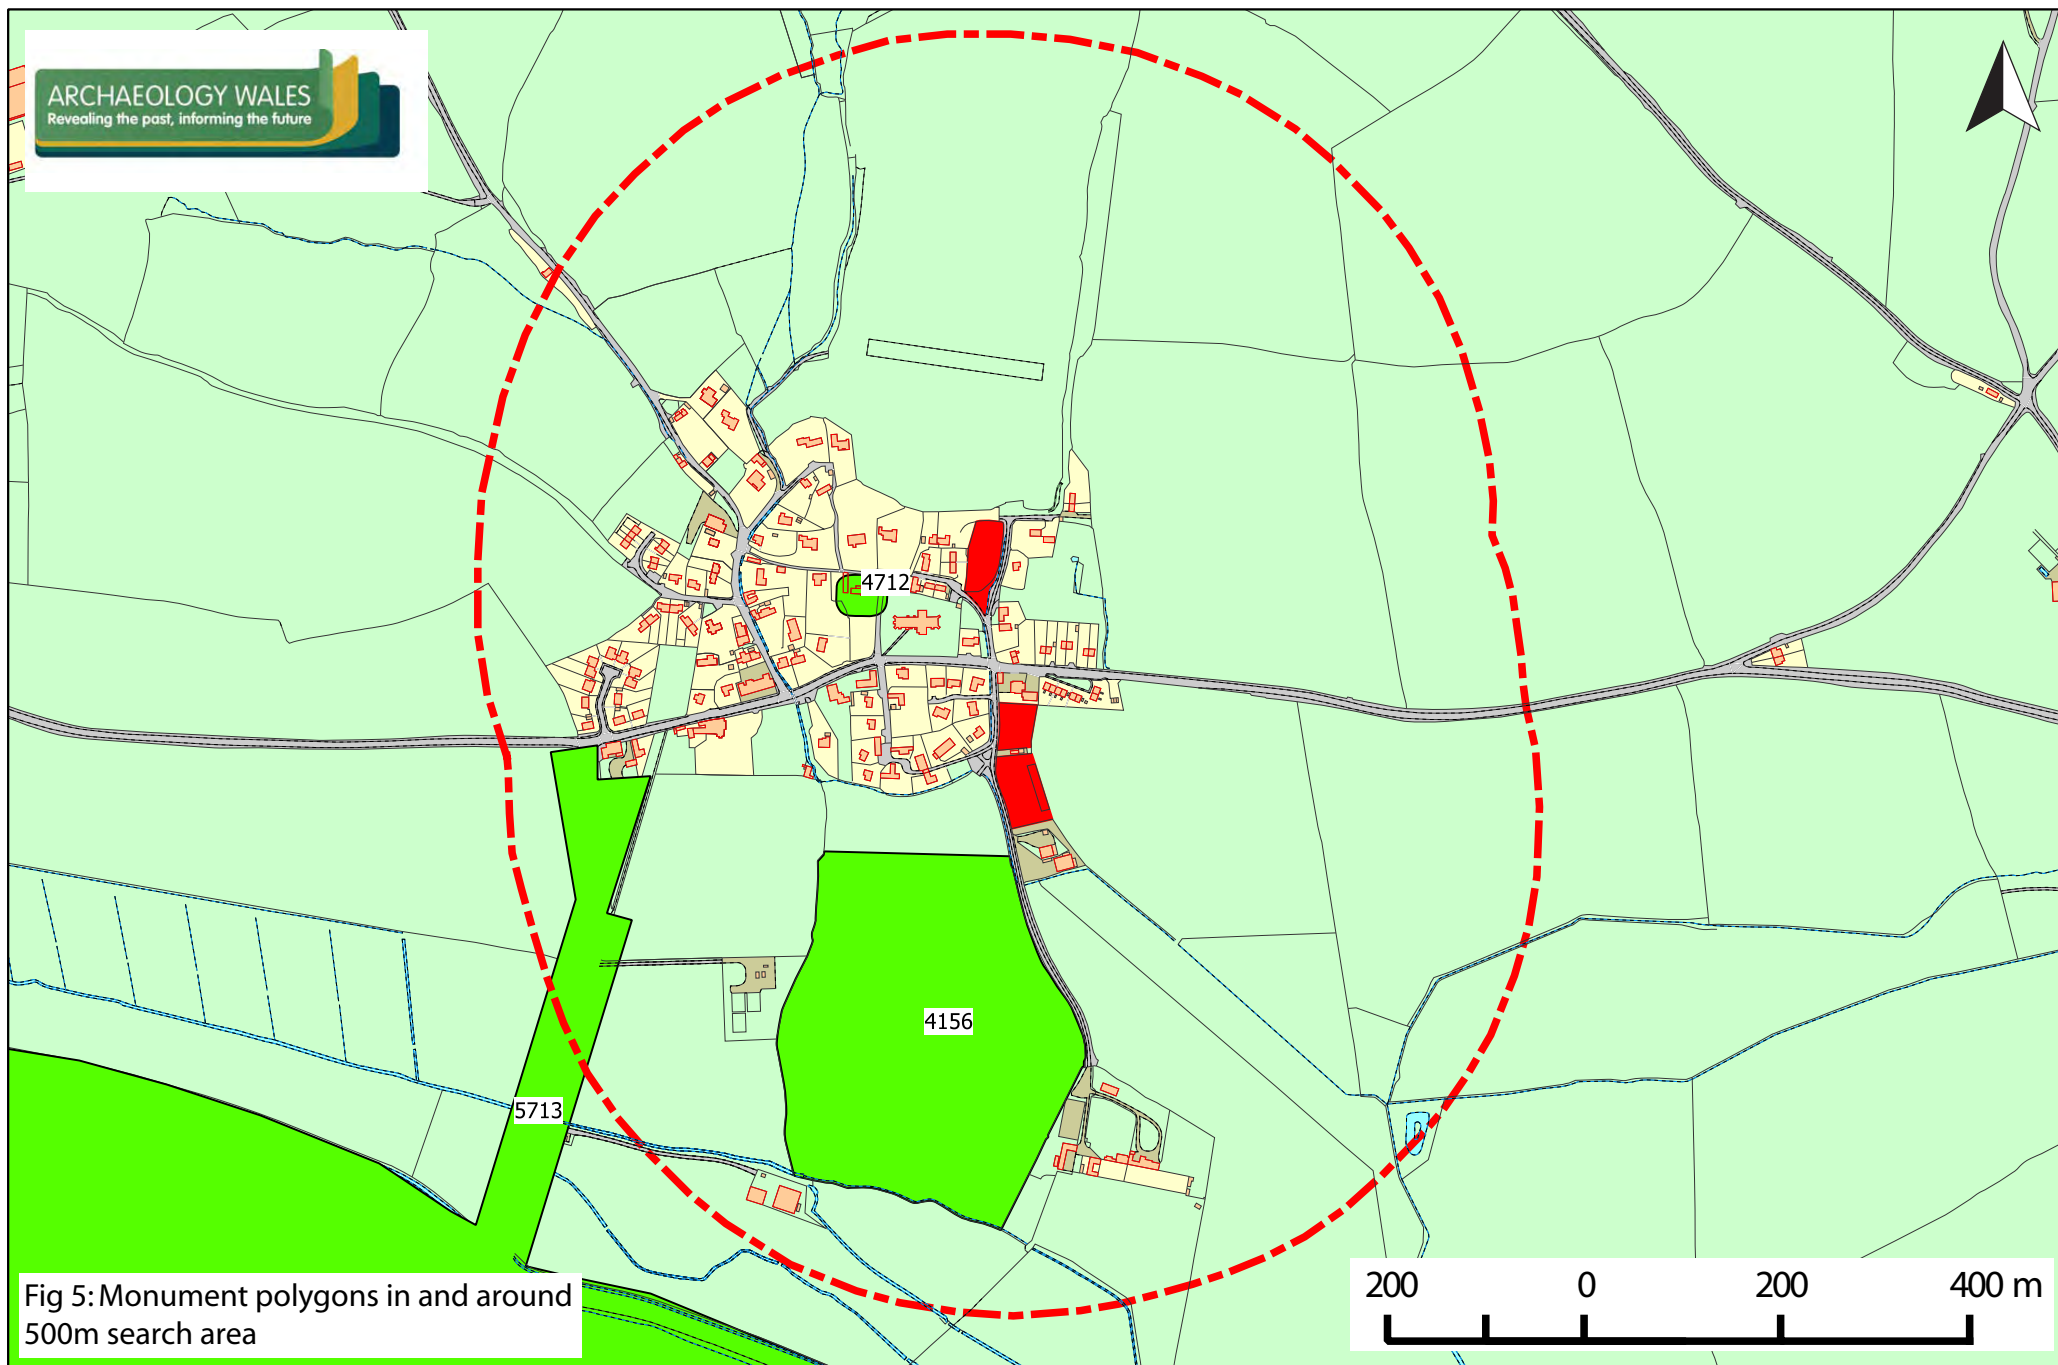 ARCHAEOLOGY WALES
Revealing the past, informing the future
4712
4156
5713
Fig 5: Monument polygons in and around
500m search area
200 0 200 400 m